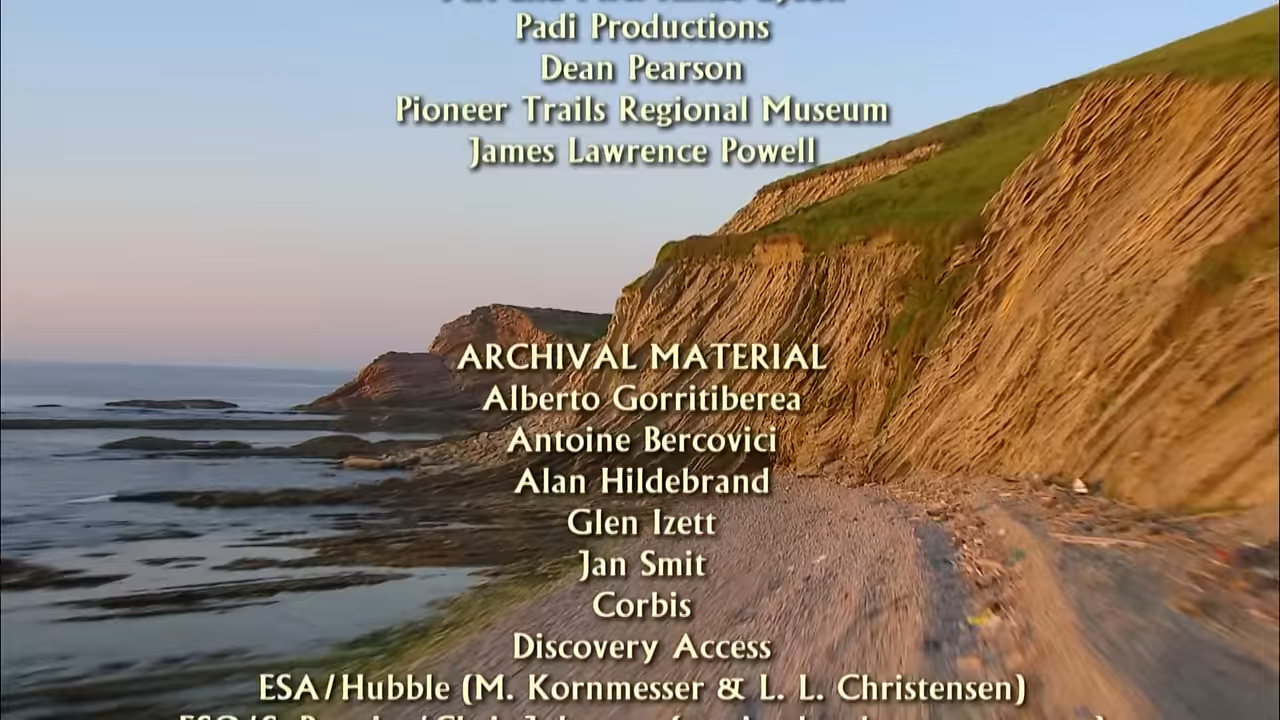 Padi Productions
Dean Pearson
Pioneer Trails Regional Museum
James Lawrence Powell
ARCHIVAL MATERIAL
Alberto Gorritiberea
Antoine Bercovici
Alan Hildebrand
Glen Izett
Jan Smit
Corbis
Discovery Access
ESA/Hubble (M. Kornmesser & L. L. Christensen)